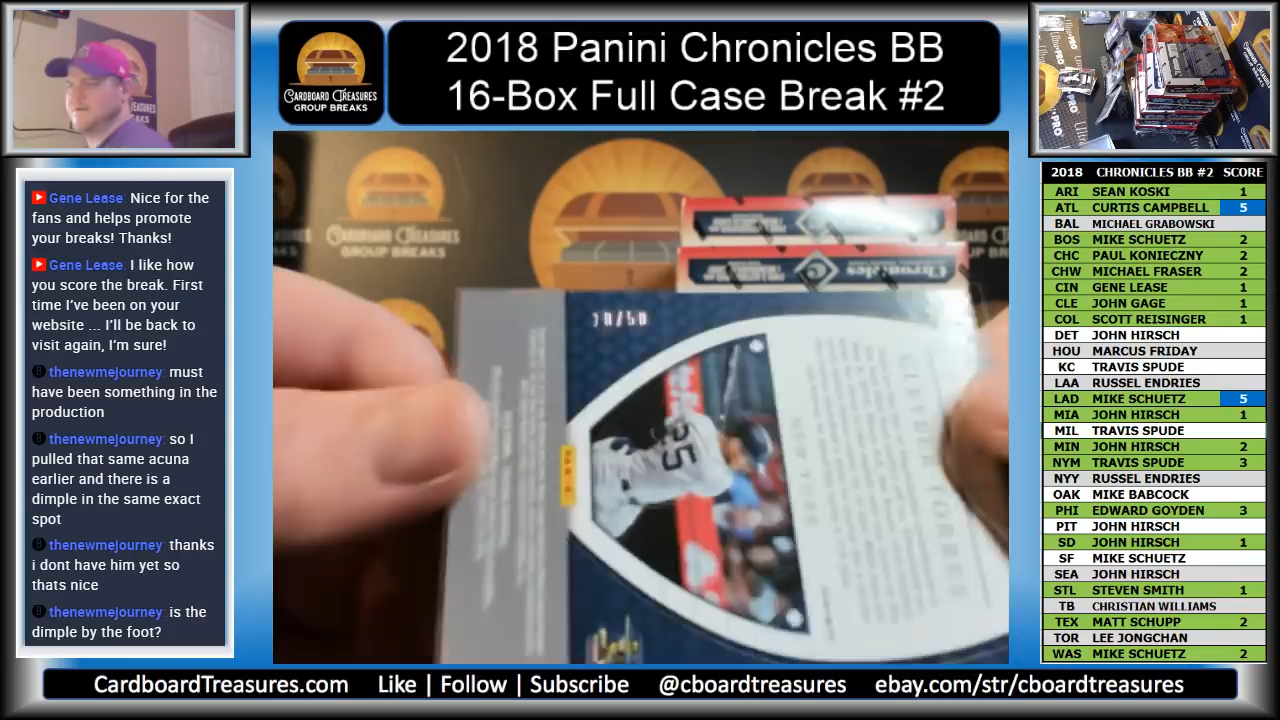 2018 Panini Chronicles BB
16-Box Full Case Break #2
CARDBOARD TREASURES
GROUP BREAKS
Gene Lease: Nice for the
fans and helps promote
your breaks! Thanks!
Gene Lease: I like how
you score the break. First
time I've been on your
website ... I'll be back to
visit again, I'm sure!
thenewmejourney: must
have been something in the
production
thenewmejourney: so I
pulled that same acuna
earlier and there is a
dimple in the same exact
spot
thenewmejourney: thanks
i dont have him yet so
thats nice
thenewmejourney: is the
dimple by the foot?
CARDBOARD TREASURES
Chronicles
25
2018 CHRONICLES BB #2 SCORE
ARI SEAN KOSKI 1
ATL CURTIS CAMPBELL 5
BAL MICHAEL GRABOWSKI
BOS MIKE SCHUETZ 2
CHC PAUL KONIECZNY 2
CHW MICHAEL FRASER 2
CIN GENE LEASE 1
CLE JOHN GAGE 1
COL SCOTT REISINGER 1
DET JOHN HIRSCH
HOU MARCUS FRIDAY
KC TRAVIS SPUDE
LAA RUSSEL ENDRIES
LAD MIKE SCHUETZ 5
MIA JOHN HIRSCH 1
MIL TRAVIS SPUDE
MIN JOHN HIRSCH 2
NYM TRAVIS SPUDE 3
NYY RUSSEL ENDRIES
OAK MIKE BABCOCK
PHI EDWARD GOYDEN 3
PIT JOHN HIRSCH
SD JOHN HIRSCH 1
SF MIKE SCHUETZ
SEA JOHN HIRSCH
STL STEVEN SMITH 1
TB CHRISTIAN WILLIAMS
TEX MATT SCHUPP 2
TOR LEE JONGCHAN
WAS MIKE SCHUETZ 2
CardboardTreasures.com Like | Follow | Subscribe @cboardtreasures ebay.com/str/cboardtreasures